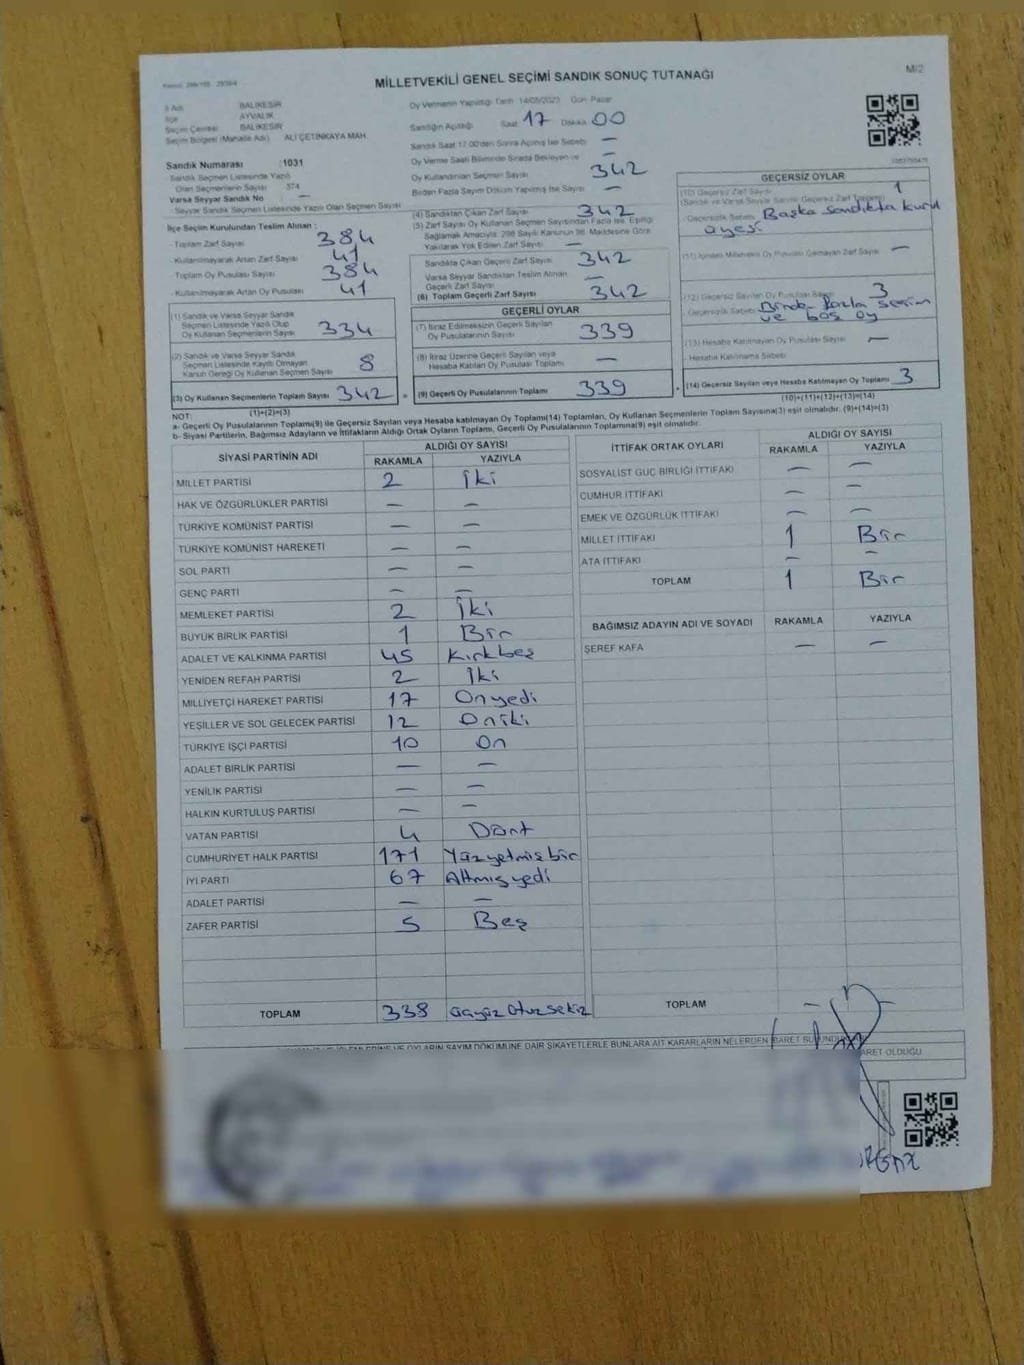 MİLLETVEKİLİ GENEL SEÇİMİ SANDIK SONUÇ TUTANAĞI
M/2
İl Adı BALIKESİR
İlçe AYVALIK
Seçim Çevresi BALIKESİR
Seçim Bölgesi (Mahalle Adı) ALİ ÇETİNKAYA MAH.
Oy Vermenin Yapıldığı Tarih 14/05/2023 Gün Pazar
Sandığın Açıldığı Saat 17 Dakika 00
Sandık Saat 17.00'den Sonra Açılmış İse Sebebi —
Oy Verme Saati Bitiminde Sırada Bekleyen ve
Oy Kullandırılan Seçmen Sayısı 342
Birden Fazla Sayım Döküm Yapılmış İse Sayısı —
Sandık Numarası : 1031
Sandık Seçmen Listesinde Yazılı
Olan Seçmenlerin Sayısı 374
Varsa Seyyar Sandık No —
Seyyar Sandık Seçmen Listesinde Yazılı Olan Seçmen Sayısı
İlçe Seçim Kurulundan Teslim Alınan :
- Toplam Zarf Sayısı 384
- Kullanılmayarak Artan Zarf Sayısı 41
Toplam Oy Pusulası Sayısı 384
- Kullanılmayarak Artan Oy Pusulası 41
(1) Sandık ve Varsa Seyyar Sandık
Seçmen Listesinde Yazılı Olup
Oy Kullanan Seçmenlerin Sayısı 334
(2) Sandık ve Varsa Seyyar Sandık
Seçmen Listesinde Kayıtlı Olmayan
Kanun Gereği Oy Kullanan Seçmen Sayısı 8
(3) Oy Kullanan Seçmenlerin Toplam Sayısı 342
(1)+(2)=(3)
(4) Sandıktan Çıkan Zarf Sayısı 342
(5) Zarf Sayısı Oy Kullanan Seçmen Sayısından Fazla ise, Eşitliği
Sağlamak Amacıyla, 298 Sayılı Kanunun 98. Maddesine Göre
Yakılarak Yok Edilen Zarf Sayısı —
Sandıkta Çıkan Geçerli Zarf Sayısı 342
Varsa Seyyar Sandıktan Teslim Alınan
Geçerli Zarf Sayısı —
(6) Toplam Geçerli Zarf Sayısı 342
GEÇERLİ OYLAR
(7) İtiraz Edilmeksizin Geçerli Sayılan
Oy Pusulalarının Sayısı 339
(8) İtiraz Üzerine Geçerli Sayılan veya
Hesaba Katılan Oy Pusulası Toplamı —
(9) Geçerli Oy Pusulalarının Toplamı 339
GEÇERSİZ OYLAR
(10) Geçersiz Zarf Sayısı 1
(Sandık ve Varsa Seyyar Sandık Geçersiz Zarf Toplamı)
- Geçersizlik Sebebi Başka sandıkta kurul
üyesi
(11) İçinden Milletvekili Oy Pusulası Çıkmayan Zarf Sayısı —
(12) Geçersiz Sayılan Oy Pusulası Sayısı 3
- Geçersizlik Sebebi Birden fazla seçim
ve boş oy
(13) Hesaba Katılmayan Oy Pusulası Sayısı —
- Hesaba Katılmama Sebebi
(14) Geçersiz Sayılan veya Hesaba Katılmayan Oy Toplamı 3
(10)+(11)+(12)+(13)=(14)
NOT:
a- Geçerli Oy Pusulalarının Toplamı(9) ile Geçersiz Sayılan veya Hesaba katılmayan Oy Toplamı(14) Toplamları, Oy Kullanan Seçmenlerin Toplam Sayısına(3) eşit olmalıdır. (9)+(14)=(3)
b- Siyasi Partilerin, Bağımsız Adayların ve İttifakların Aldığı Ortak Oyların Toplamı, Geçerli Oy Pusulalarının Toplamına(9) eşit olmalıdır.
SİYASİ PARTİNİN ADI ALDIĞI OY SAYISI
RAKAMLA YAZIYLA
MİLLET PARTİSİ 2 İki
HAK VE ÖZGÜRLÜKLER PARTİSİ — —
TÜRKİYE KOMÜNİST PARTİSİ — —
TÜRKİYE KOMÜNİST HAREKETİ — —
SOL PARTİ — —
GENÇ PARTİ — —
MEMLEKET PARTİSİ 2 İki
BÜYÜK BİRLİK PARTİSİ 1 Bir
ADALET VE KALKINMA PARTİSİ 45 Kırkbeş
YENİDEN REFAH PARTİSİ 2 İki
MİLLİYETÇİ HAREKET PARTİSİ 17 Onyedi
YEŞİLLER VE SOL GELECEK PARTİSİ 12 Oniki
TÜRKİYE İŞÇİ PARTİSİ 10 On
ADALET BİRLİK PARTİSİ — —
YENİLİK PARTİSİ — —
HALKIN KURTULUŞ PARTİSİ — —
VATAN PARTİSİ 4 Dört
CUMHURİYET HALK PARTİSİ 171 Yüzyetmişbir
İYİ PARTİ 67 Altmışyedi
ADALET PARTİSİ — —
ZAFER PARTİSİ 5 Beş
TOPLAM 338 Üçyüz Otuzsekiz
İTTİFAK ORTAK OYLARI ALDIĞI OY SAYISI
RAKAMLA YAZIYLA
SOSYALİST GÜÇ BİRLİĞİ İTTİFAKI — —
CUMHUR İTTİFAKI — —
EMEK VE ÖZGÜRLÜK İTTİFAKI — —
MİLLET İTTİFAKI 1 Bir
ATA İTTİFAKI — —
TOPLAM 1 Bir
BAĞIMSIZ ADAYIN ADI VE SOYADI RAKAMLA YAZIYLA
ŞEREF KAFA — —
TOPLAM — —
OYLARIN SAYIM DÖKÜMÜNE DAİR ŞİKAYETLERLE BUNLARA AİT KARARLARIN NELERDEN İBARET
BARET OLDUĞU